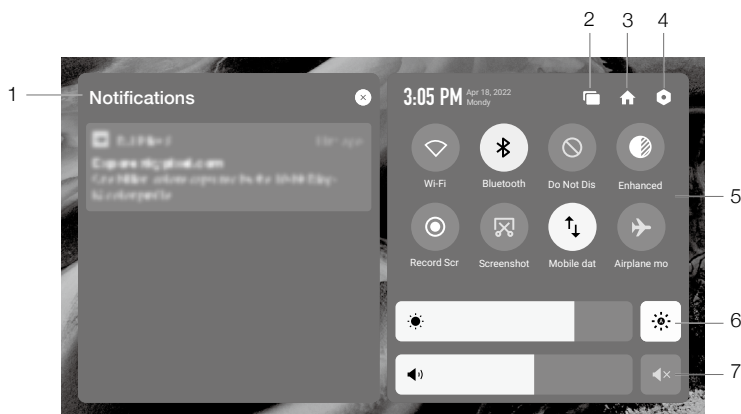 2 3 4
1
Notifications
3:05 PM Apr 18, 2022
Mondy
Wi-Fi Bluetooth Do Not Dis Enhanced
5
Record Scr Screenshot Mobile dat Airplane mo
6
7